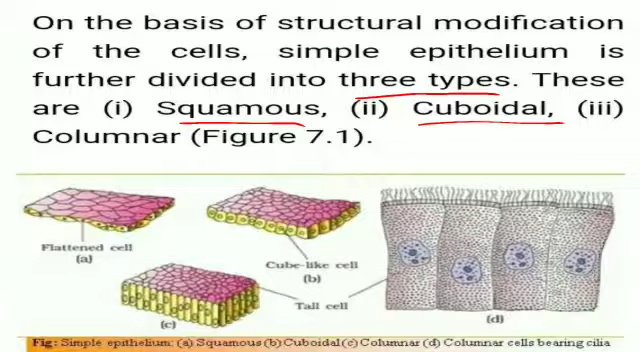 On the basis of structural modification
of the cells, simple epithelium is
further divided into three types. These
are (i) Squamous, (ii) Cuboidal, (iii)
Columnar (Figure 7.1).
Flattened cell
(a)
Cube-like cell
(b)
Tall cell
(c)
(d)
Fig: Simple epithelium: (a) Squamous (b) Cuboidal (c) Columnar (d) Columnar cells bearing cilia